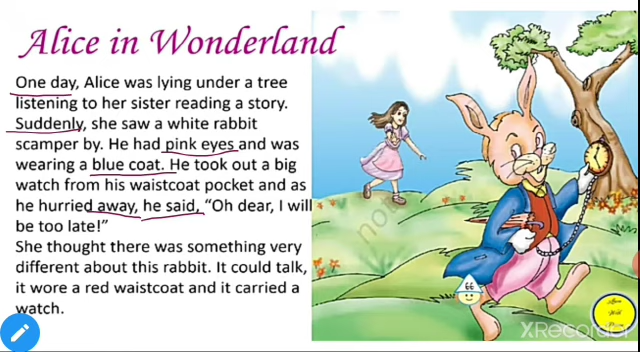 Alice in Wonderland
One day, Alice was lying under a tree
listening to her sister reading a story.
Suddenly, she saw a white rabbit
scamper by. He had pink eyes and was
wearing a blue coat. He took out a big
watch from his waistcoat pocket and as
he hurried away, he said, “Oh dear, I will
be too late!”
She thought there was something very
different about this rabbit. It could talk,
it wore a red waistcoat and it carried a
watch.
XRecorder